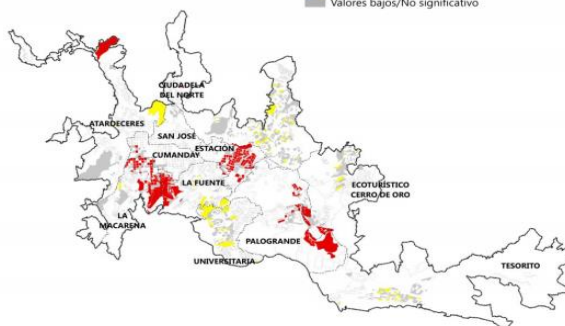 Valores bajos/No significativo
CIUDADELA
DEL NORTE
ATARDECERES
SAN JOSÉ
ESTACIÓN
CUMANDAY
LA FUENTE
ECOTURÍSTICO
CERRO DE ORO
LA
MACARENA
PALOGRANDE
UNIVERSITARIA
TESORITO